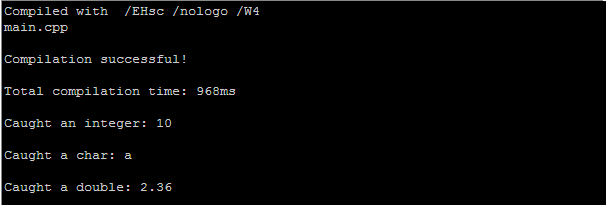 Compiled with  /EHsc /nologo /W4
main.cpp
Compilation successful!
Total compilation time: 968ms
Caught an integer: 10
Caught a char: a
Caught a double: 2.36